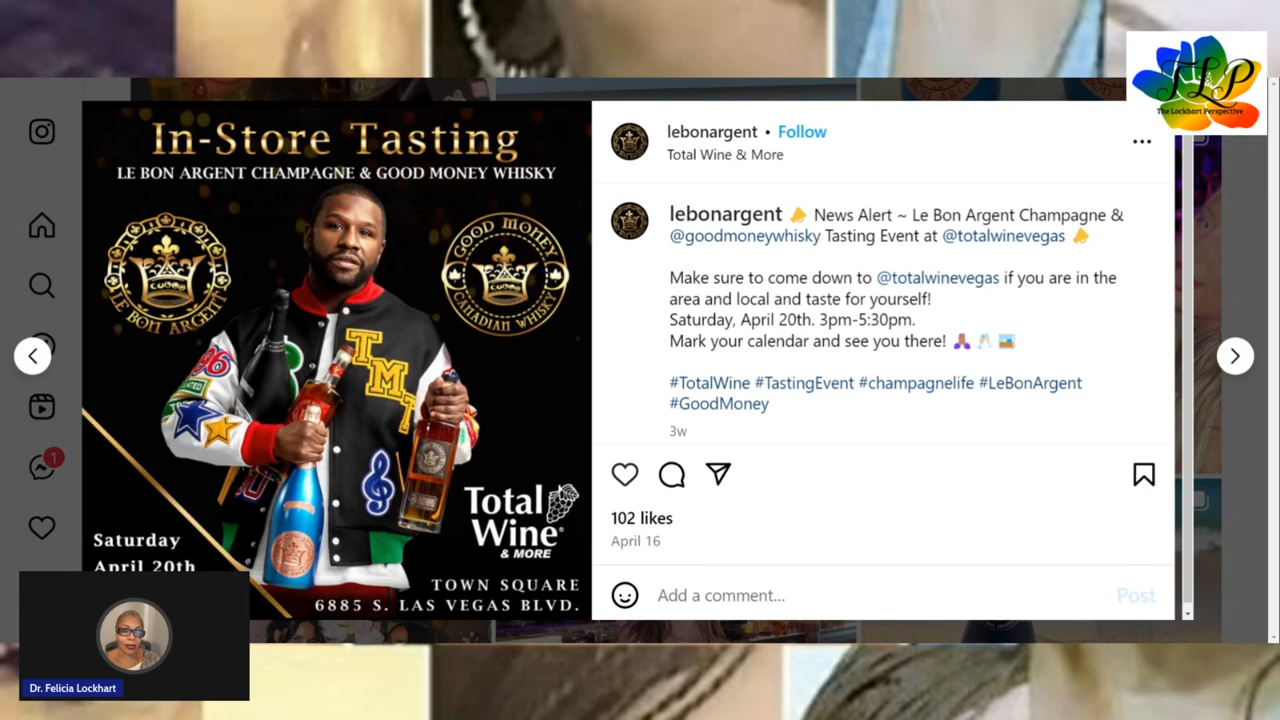 In-Store Tasting
LE BON ARGENT CHAMPAGNE & GOOD MONEY WHISKY
LE BON ARGENT
GOOD MONEY
CANADIAN WHISKY
96
TMT
Total
Wine
& MORE
Saturday
April 20th
TOWN SQUARE
6885 S. LAS VEGAS BLVD.
TLP
The Lockhart Perspective
lebonargent • Follow
Total Wine & More
lebonargent 📣 News Alert ~ Le Bon Argent Champagne &
@goodmoneywhisky Tasting Event at @totalwinevegas 📣
Make sure to come down to @totalwinevegas if you are in the
area and local and taste for yourself!
Saturday, April 20th. 3pm-5:30pm.
Mark your calendar and see you there! 🙏🏾 🥂 🌅
#TotalWine #TastingEvent #champagnelife #LeBonArgent
#GoodMoney
3w
102 likes
April 16
Add a comment...
Post
1
Dr. Felicia Lockhart